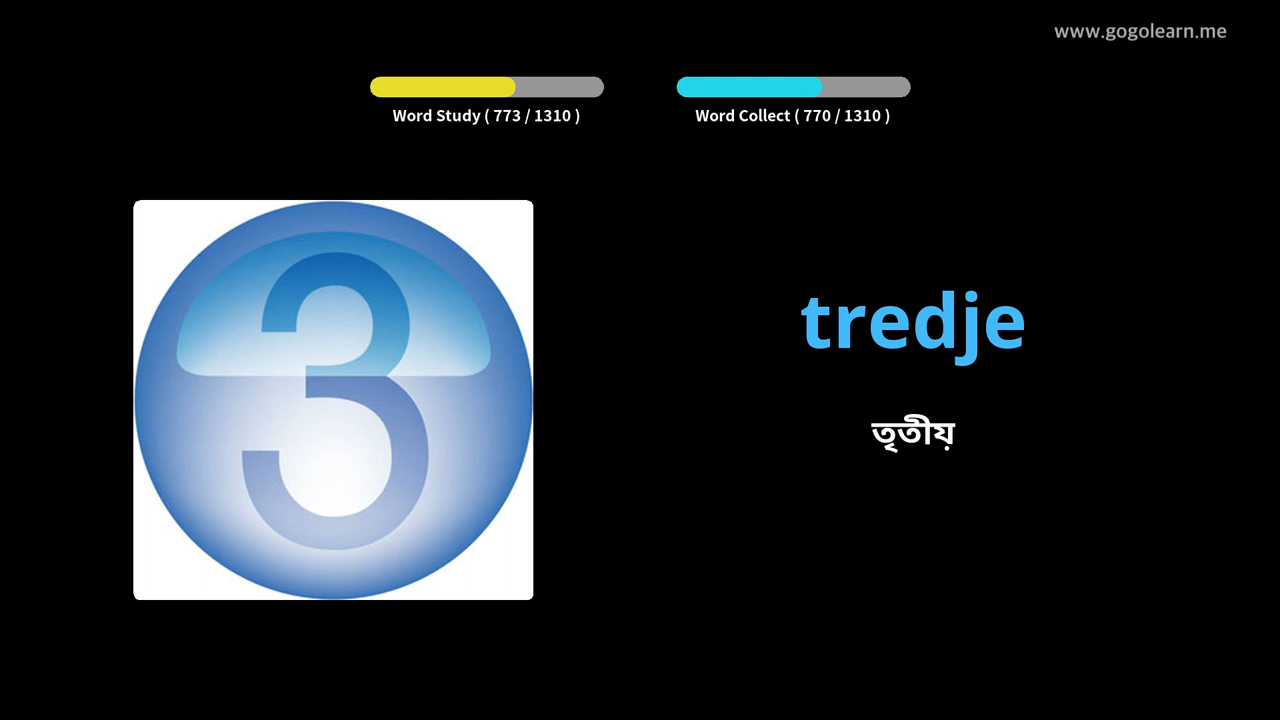 www.gogolearn.me
Word Study ( 773 / 1310 )
Word Collect ( 770 / 1310 )
3
tredje
তৃতীয়